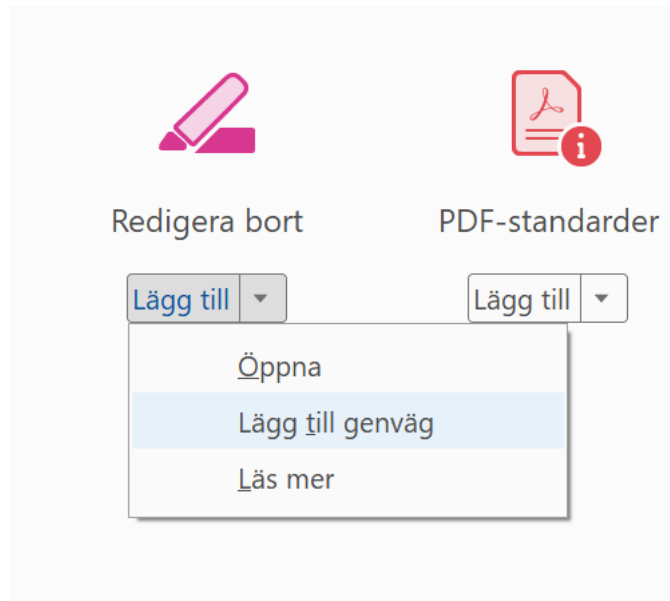 Redigera bort
PDF-standarder
Lägg till
Lägg till
Öppna
Lägg till genväg
Läs mer